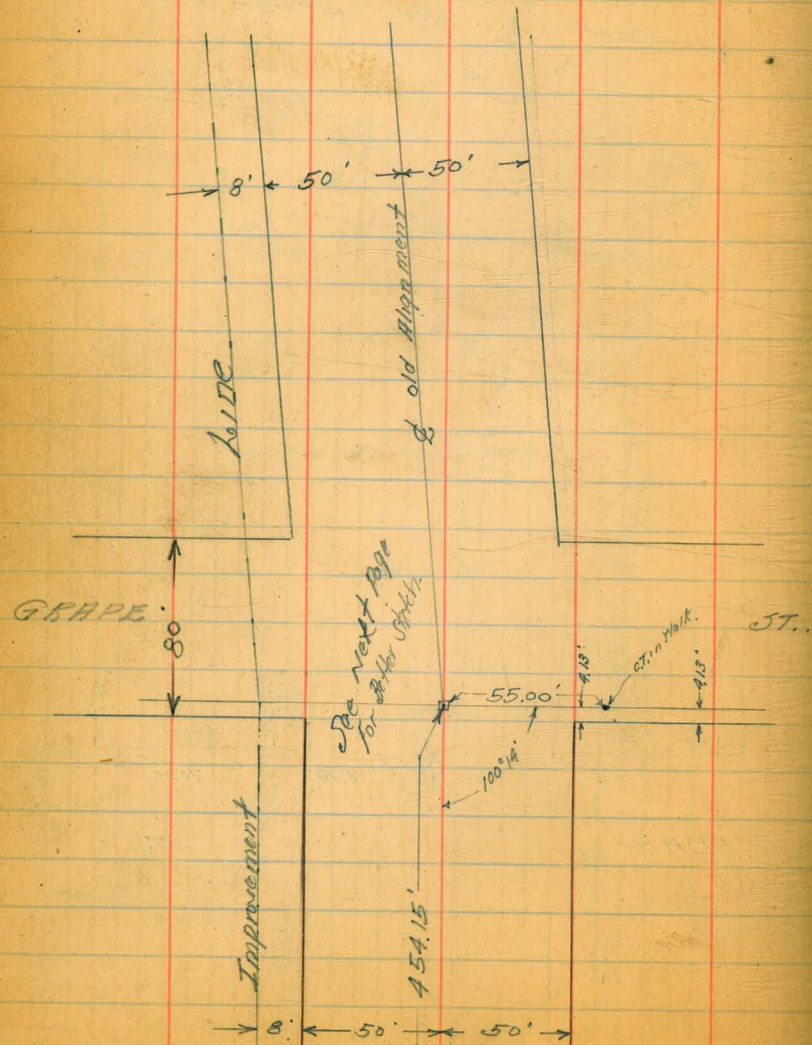 8' 50' 50'
℄ old Alignment
Line
GRAPE ST.
80'
See Next Page
For Better Sketch.
55.00'
4.13'
C.T. in Walk.
4.13'
100°14'
Improvement
454.15'
8' 50' 50'